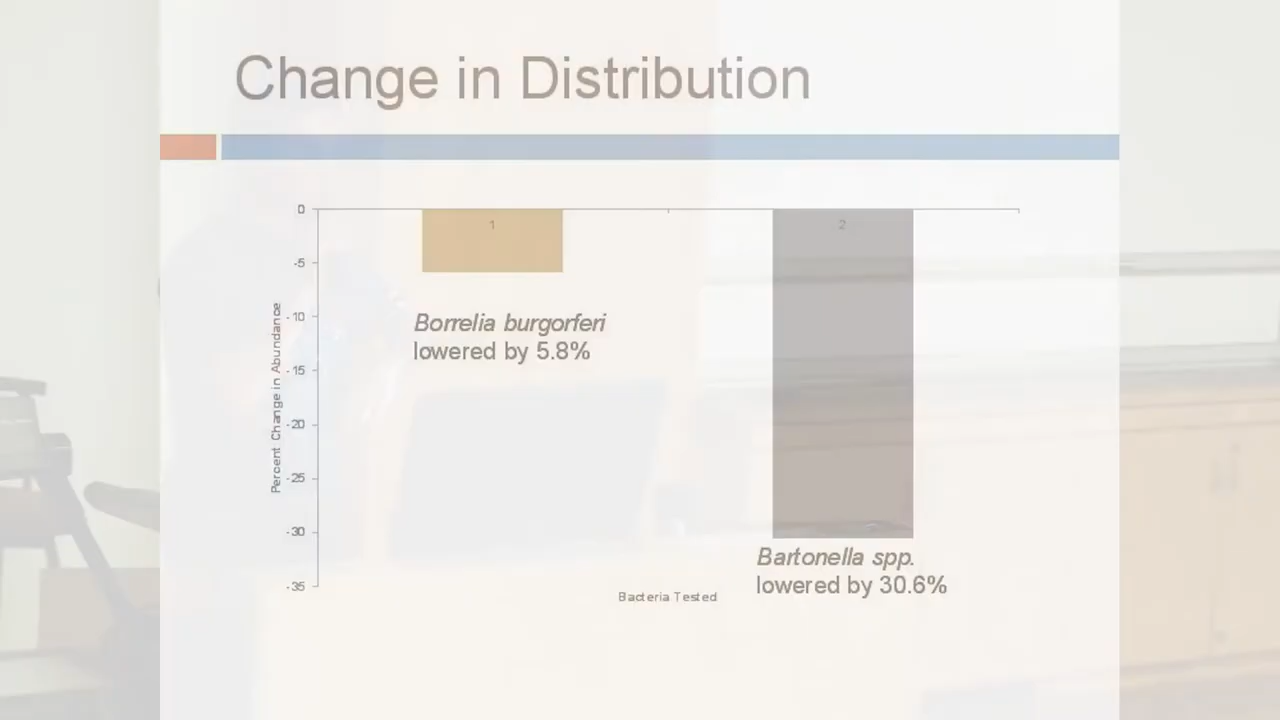 Change in Distribution
0
1
2
-5
-10
-15
-20
-25
-30
-35
Percent Change in Abundance
Borrelia burgorferi
lowered by 5.8%
Bartonella spp.
lowered by 30.6%
Bacteria Tested